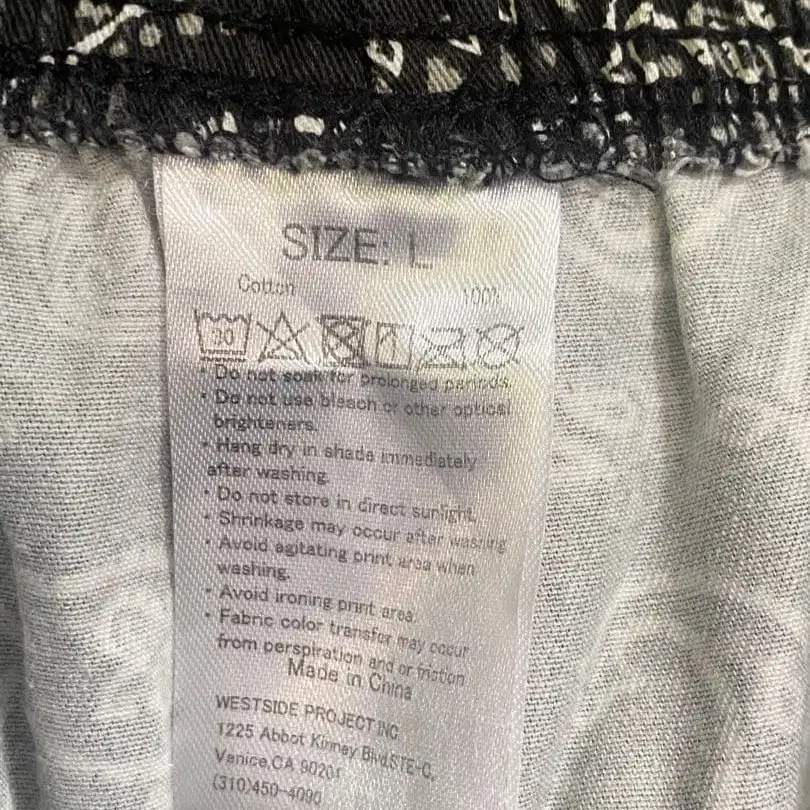 SIZE: L
Cotton 100%
30
• Do not soak for prolonged periods.
• Do not use bleach or other optical
brighteners.
• Hang dry in shade immediately
after washing.
• Do not store in direct sunlight.
• Shrinkage may occur after washing
• Avoid agitating print area when
washing.
• Avoid ironing print area.
• Fabric color transfer may occur
from perspiration and or friction.
Made in China
WESTSIDE PROJECT INC
1225 Abbot Kinney Blvd.STE-C,
Venice,CA 90291
(310)450-4090